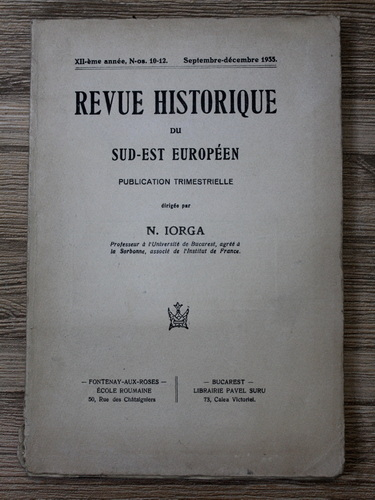 XII-ème année, N-os. 10-12. Septembre-décembre 1935.
REVUE HISTORIQUE
DU
SUD-EST EUROPÉEN
PUBLICATION TRIMESTRIELLE
dirigée par
N. IORGA
Professeur à l'Université de Bucarest, agréé à
la Sorbonne, associé de l'Institut de France.
— FONTENAY-AUX-ROSES —
ÉCOLE ROUMAINE
50, Rue des Châtaigniers
— BUCAREST —
LIBRAIRIE PAVEL SURU
73, Calea Victoriei.